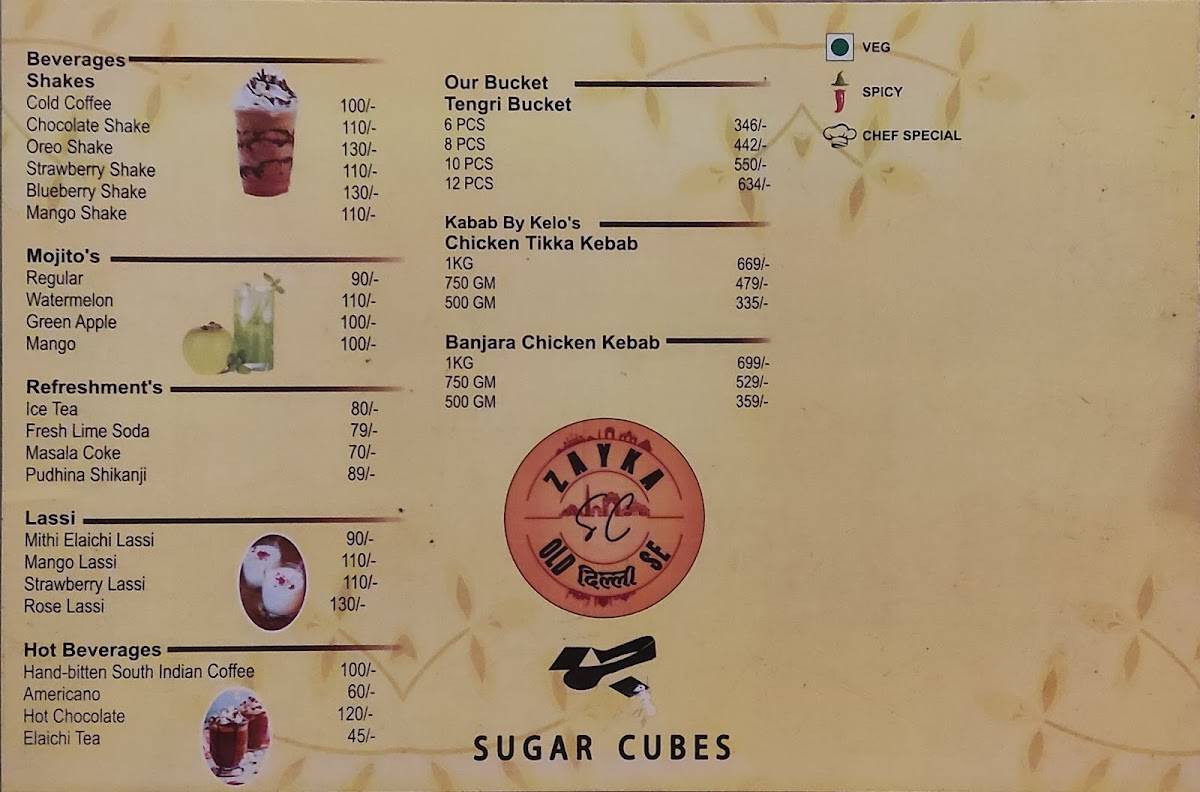 Beverages
Shakes
Cold Coffee 100/-
Chocolate Shake 110/-
Oreo Shake 130/-
Strawberry Shake 110/-
Blueberry Shake 130/-
Mango Shake 110/-
Mojito's
Regular 90/-
Watermelon 110/-
Green Apple 100/-
Mango 100/-
Refreshment's
Ice Tea 80/-
Fresh Lime Soda 79/-
Masala Coke 70/-
Pudhina Shikanji 89/-
Lassi
Mithi Elaichi Lassi 90/-
Mango Lassi 110/-
Strawberry Lassi 110/-
Rose Lassi 130/-
Hot Beverages
Hand-bitten South Indian Coffee 100/-
Americano 60/-
Hot Chocolate 120/-
Elaichi Tea 45/-
Our Bucket
Tengri Bucket
6 PCS 346/-
8 PCS 442/-
10 PCS 550/-
12 PCS 634/-
Kabab By Kelo's
Chicken Tikka Kebab
1KG 669/-
750 GM 479/-
500 GM 335/-
Banjara Chicken Kebab
1KG 699/-
750 GM 529/-
500 GM 359/-
ZAYKA
SC
OLD दिल्ली SE
SUGAR CUBES
VEG
SPICY
CHEF SPECIAL